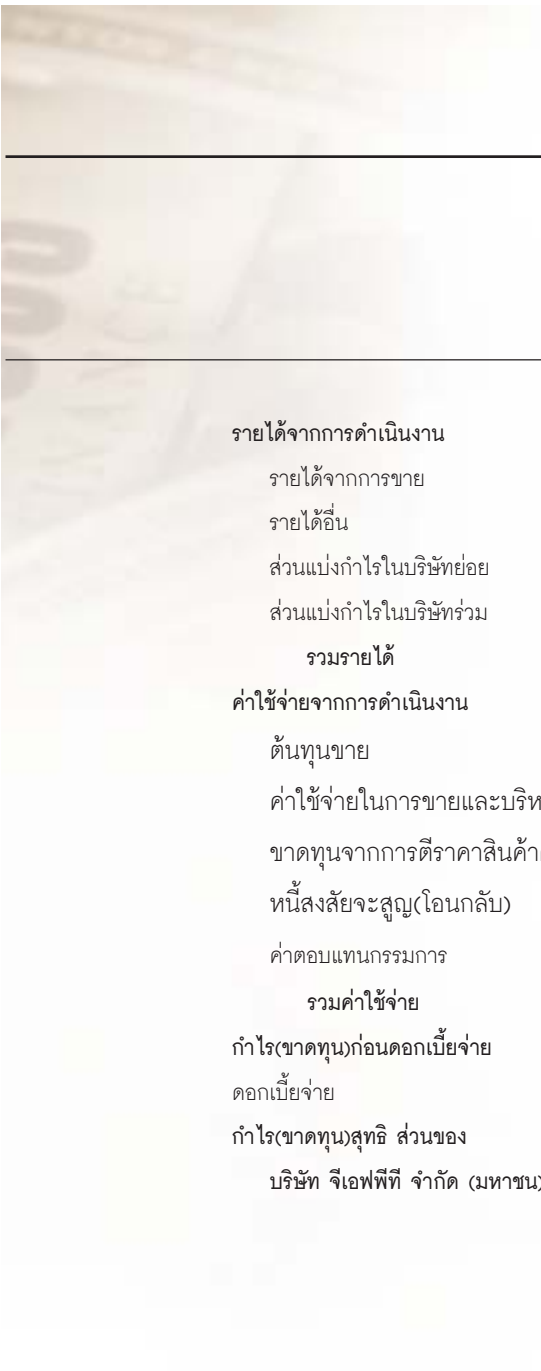 รายได้จากการดำเนินงาน
รายได้จากการขาย
รายได้อื่น
ส่วนแบ่งกำไรในบริษัทย่อย
ส่วนแบ่งกำไรในบริษัทร่วม
รวมรายได้
ค่าใช้จ่ายจากการดำเนินงาน
ต้นทุนขาย
ค่าใช้จ่ายในการขายและบริห
ขาดทุนจากการตีราคาสินค้า
หนี้สงสัยจะสูญ(โอนกลับ)
ค่าตอบแทนกรรมการ
รวมค่าใช้จ่าย
กำไร(ขาดทุน)ก่อนดอกเบี้ยจ่าย
ดอกเบี้ยจ่าย
กำไร(ขาดทุน)สุทธิ ส่วนของ
บริษัท จีเอฟพีที จำกัด (มหาชน)